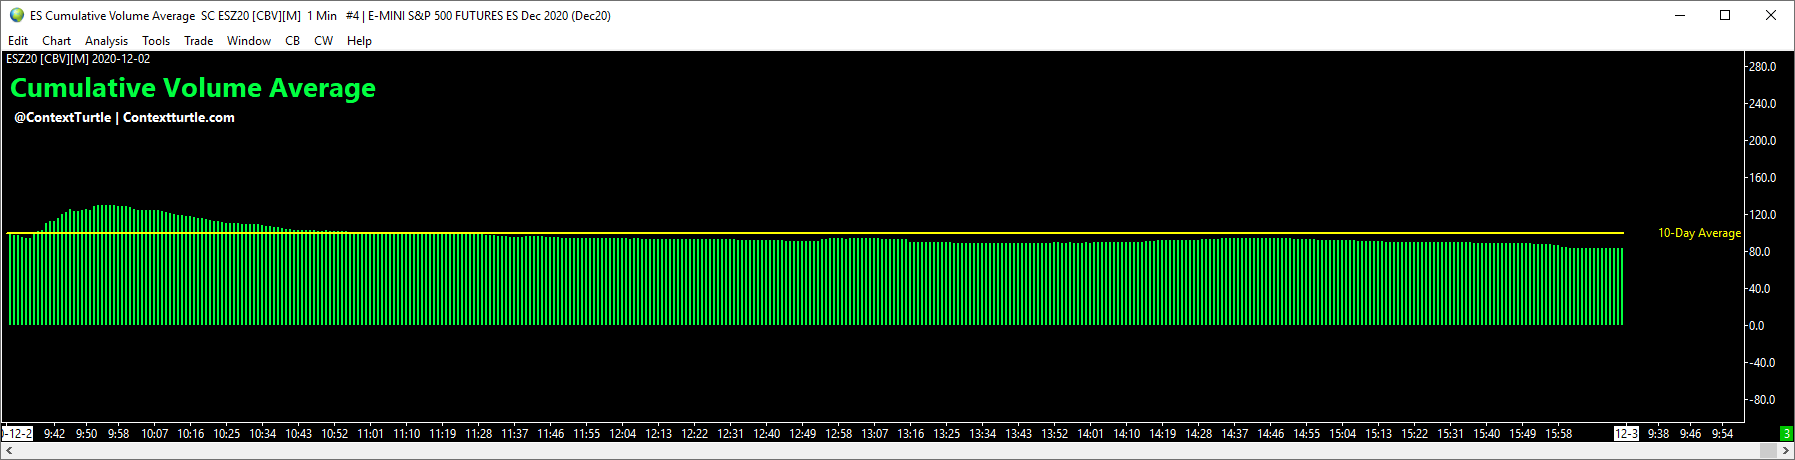 ES Cumulative Volume Average  SC ESZ20 [CBV][M]  1 Min   #4 | E-MINI S&P 500 FUTURES ES Dec 2020 (Dec20)
Edit Chart Analysis Tools Trade Window CB CW Help
ESZ20 [CBV][M] 2020-12-02
Cumulative Volume Average
@ContextTurtle | Contextturtle.com
280.0
240.0
200.0
160.0
120.0
10-Day Average
80.0
40.0
0.0
-40.0
-80.0
0-12-2 9:42 9:50 9:58 10:07 10:16 10:25 10:34 10:43 10:52 11:01 11:10 11:19 11:28 11:37 11:46 11:55 12:04 12:13 12:22 12:31 12:40 12:49 12:58 13:07 13:16 13:25 13:34 13:43 13:52 14:01 14:10 14:19 14:28 14:37 14:46 14:55 15:04 15:13 15:22 15:31 15:40 15:49 15:58 12-3 9:38 9:46 9:54 3